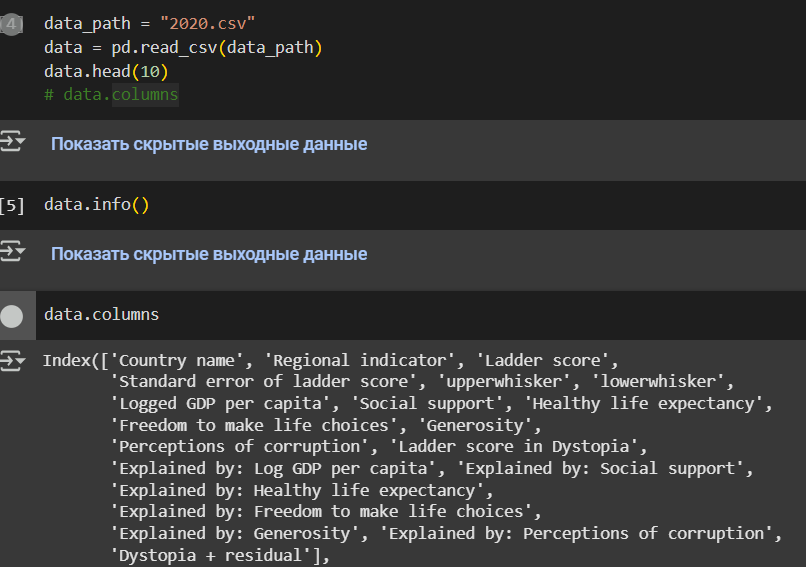 [4]
data_path = "2020.csv"
data = pd.read_csv(data_path)
data.head(10)
# data.columns
Показать скрытые выходные данные
[5] data.info()
Показать скрытые выходные данные
data.columns
Index(['Country name', 'Regional indicator', 'Ladder score',
'Standard error of ladder score', 'upperwhisker', 'lowerwhisker',
'Logged GDP per capita', 'Social support', 'Healthy life expectancy',
'Freedom to make life choices', 'Generosity',
'Perceptions of corruption', 'Ladder score in Dystopia',
'Explained by: Log GDP per capita', 'Explained by: Social support',
'Explained by: Healthy life expectancy',
'Explained by: Freedom to make life choices',
'Explained by: Generosity', 'Explained by: Perceptions of corruption',
'Dystopia + residual'],